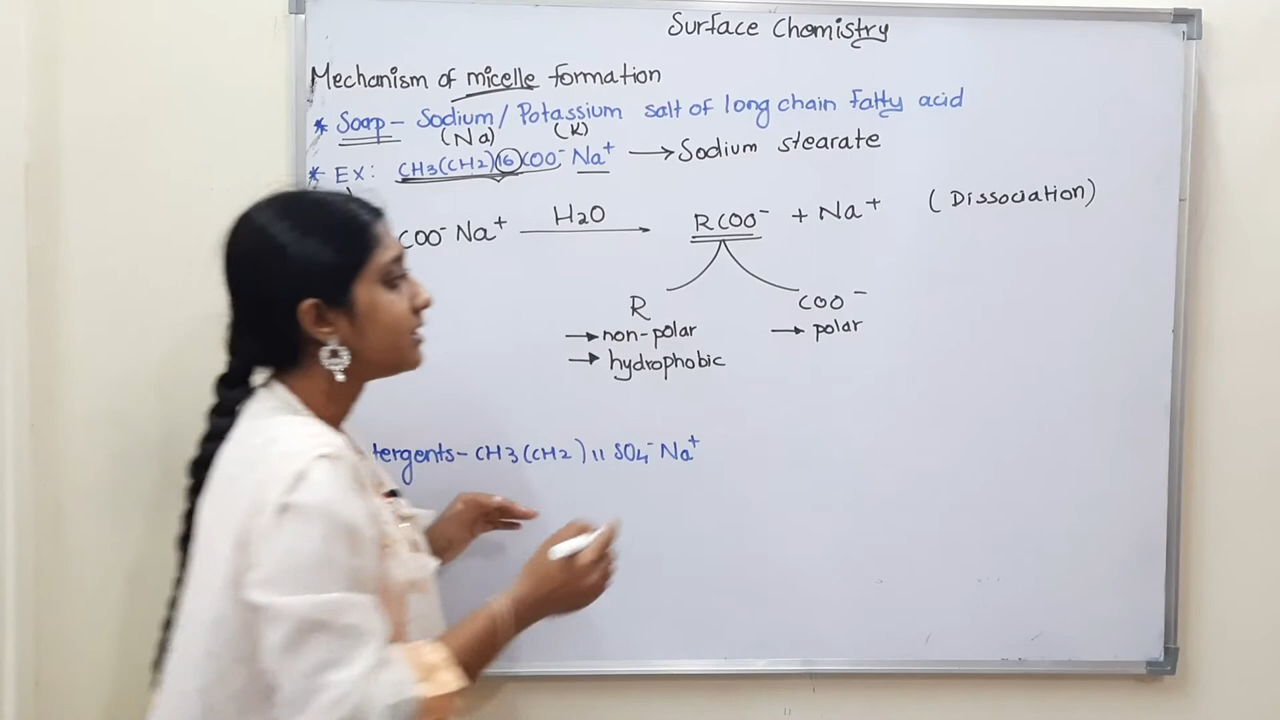 Surface Chemistry
Mechanism of micelle formation
* Soap - Sodium / Potassium salt of long chain fatty acid
(Na) (K)
* EX: CH3(CH2)16COO⁻ Na⁺ → Sodium stearate
COO⁻ Na⁺ H2O → RCOO⁻ + Na⁺ (Dissociation)
R COO⁻
→ non-polar → polar
→ hydrophobic
tergents - CH3(CH2)11 SO4⁻ Na⁺